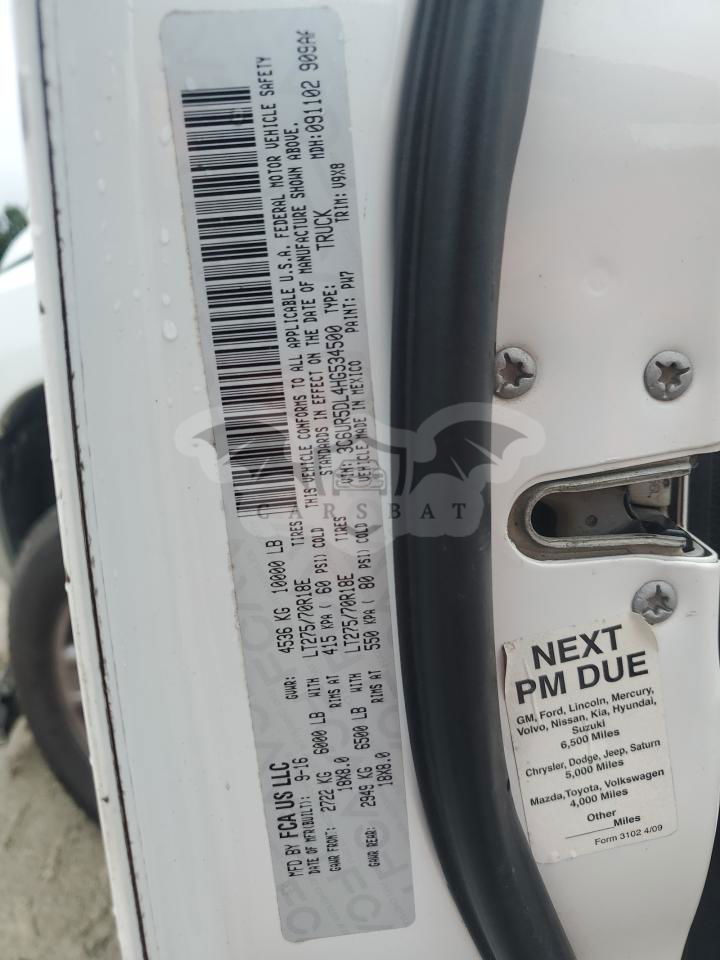 MFD BY FCA US LLC
DATE OF MFR(BUILT): 9-16 GVWR: 4536 KG 10000 LB
GAWR FRONT: 2722 KG 6000 LB WITH LT275/70R18E TIRES
18X8.0 RIMS AT 415 KPA ( 60 PSI) COLD
GAWR REAR: 2949 KG 6500 LB WITH LT275/70R18E TIRES
18X8.0 RIMS AT 550 KPA ( 80 PSI) COLD
THIS VEHICLE CONFORMS TO ALL APPLICABLE U.S.A. FEDERAL MOTOR VEHICLE SAFETY
STANDARDS IN EFFECT ON THE DATE OF MANUFACTURE SHOWN ABOVE.
MDH:091102 909AF
VIN: 3C6UR5DL4HG534500 TYPE: TRUCK
VEHICLE MADE IN MEXICO PAINT: PW7 TRIM: V9X8
CARSBAT
NEXT
PM DUE
GM, Ford, Lincoln, Mercury,
Volvo, Nissan, Kia, Hyundai,
Suzuki
6,500 Miles
Chrysler, Dodge, Jeep, Saturn
5,000 Miles
Mazda,Toyota, Volkswagen
4,000 Miles
Other
______Miles
Form 3102 4/09